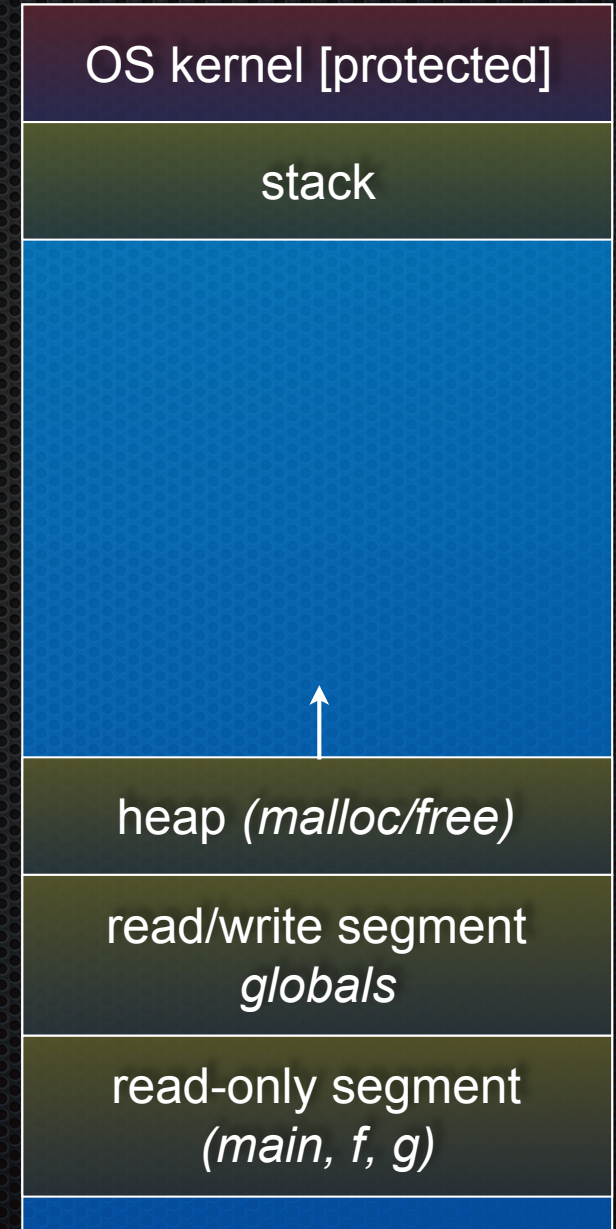 OS kernel [protected]
stack
heap (malloc/free)
read/write segment
globals
read-only segment
(main, f, g)